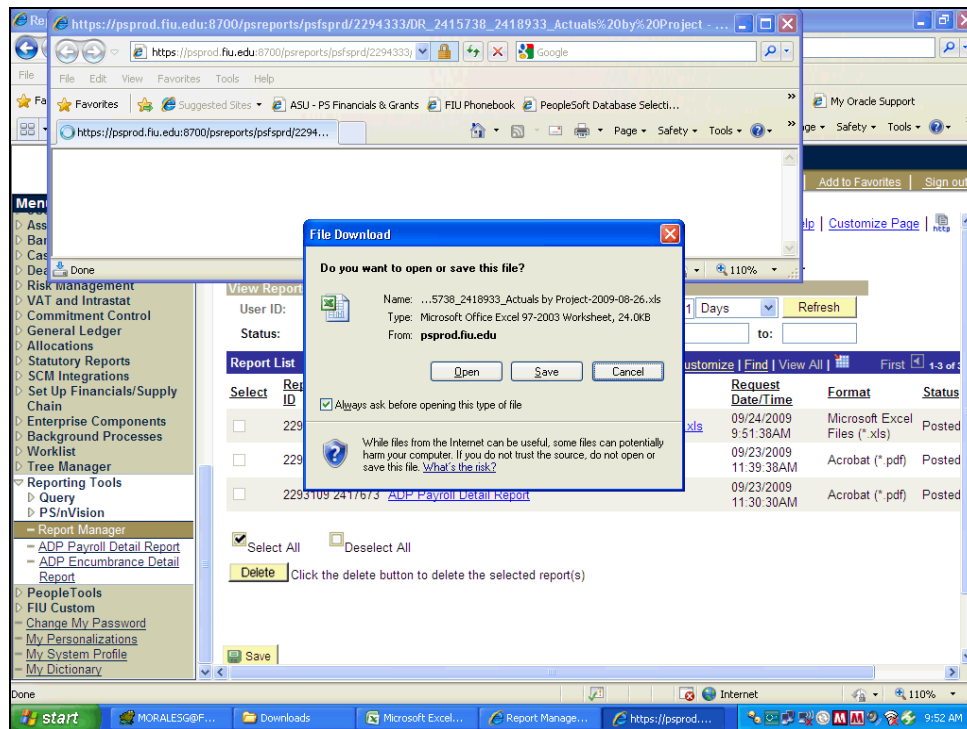 https://psprod.fiu.edu:8700/psreports/psfsprd/2294333/DR_2415738_2418933_Actuals%20by%20Project - ...
https://psprod.fiu.edu:8700/psreports/psfsprd/2294333/
Google
File Edit View Favorites Tools Help
Favorites Suggested Sites ASU - PS Financials & Grants FIU Phonebook PeopleSoft Database Selecti... »
My Oracle Support
https://psprod.fiu.edu:8700/psreports/psfsprd/2294...
Page Safety Tools »
Safety Tools
File
Add to Favorites Sign out
Customize Page http
Done
110%
File Download
Do you want to open or save this file?
Name: ...5738_2418933_Actuals by Project-2009-08-26.xls
Type: Microsoft Office Excel 97-2003 Worksheet, 24.0KB
From: psprod.fiu.edu
Open Save Cancel
Always ask before opening this type of file
While files from the Internet can be useful, some files can potentially
harm your computer. If you do not trust the source, do not open or
save this file. What's the risk?
Menu
Risk Management
VAT and Intrastat
Commitment Control
General Ledger
Allocations
Statutory Reports
SCM Integrations
Set Up Financials/Supply
Chain
Enterprise Components
Background Processes
Worklist
Tree Manager
Reporting Tools
Query
PS/nVision
Report Manager
ADP Payroll Detail Report
ADP Encumbrance Detail
Report
PeopleTools
FIU Custom
Change My Password
My Personalizations
My System Profile
My Dictionary
View Report
User ID:
1 Days Refresh
Status:
to:
Report List
Customize | Find | View All | First 1-3 of 3
Select
ID
Request
Date/Time
Format
Status
229
.xls
09/24/2009
9:51:38AM
Microsoft Excel
Files (*.xls)
Posted
229
09/23/2009
11:39:38AM
Acrobat (*.pdf)
Posted
2293109 2417673 ADP Payroll Detail Report
09/23/2009
11:30:30AM
Acrobat (*.pdf)
Posted
Select All Deselect All
Delete Click the delete button to delete the selected report(s)
Save
Done Internet 110%
start MORALESG@F... Downloads Microsoft Excel... Report Manage... https://psprod.... 9:52 AM